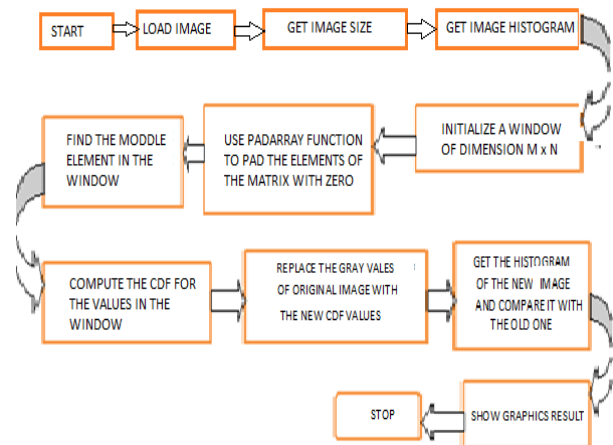 START
LOAD IMAGE
GET IMAGE SIZE
GET IMAGE HISTOGRAM
INITIALIZE A WINDOW
OF DIMENSION M x N
USE PADARRAY FUNCTION
TO PAD THE ELEMENTS OF
THE MATRIX WITH ZERO
FIND THE MODDLE
ELEMENT IN THE
WINDOW
COMPUTE THE CDF FOR
THE VALUES IN THE
WINDOW
REPLACE THE GRAY VALES
OF ORIGINAL IMAGE WITH
THE NEW CDF VALUES
GET THE HISTOGRAM
OF THE NEW IMAGE
AND COMPARE IT WITH
THE OLD ONE
SHOW GRAPHICS RESULT
STOP